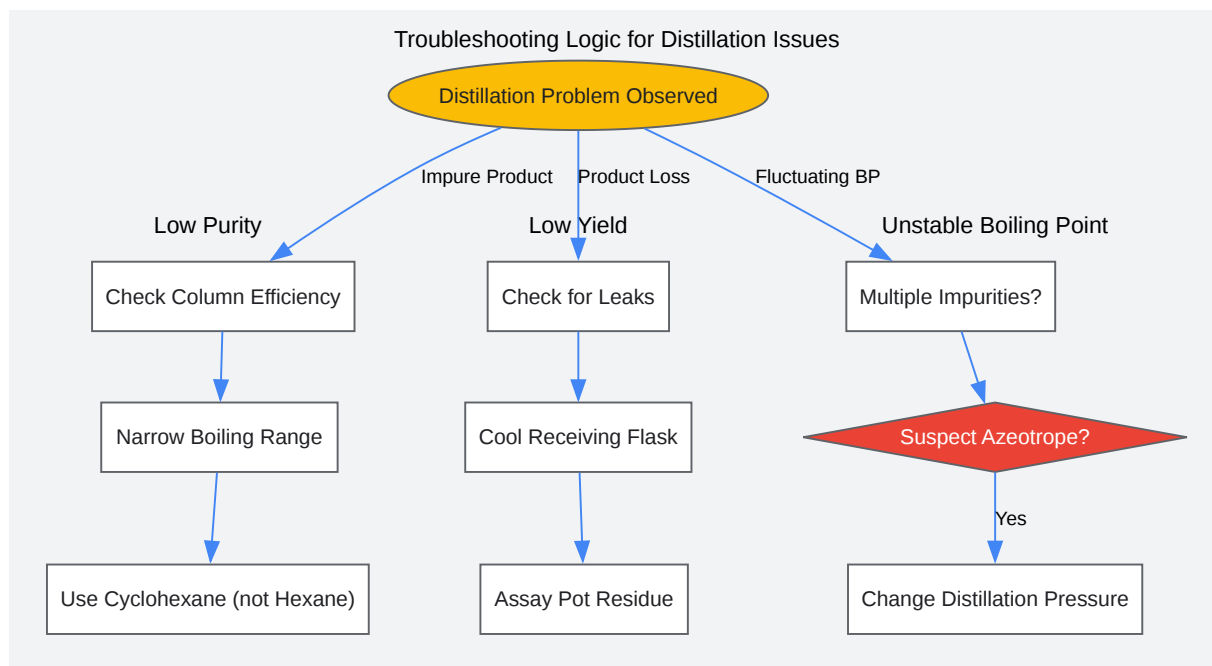 Troubleshooting Logic for Distillation Issues
Distillation Problem Observed
Impure Product
Product Loss
Fluctuating BP
Low Purity
Low Yield
Unstable Boiling Point
Check Column Efficiency
Check for Leaks
Multiple Impurities?
Narrow Boiling Range
Cool Receiving Flask
Suspect Azeotrope?
Yes
Use Cyclohexane (not Hexane)
Assay Pot Residue
Change Distillation Pressure